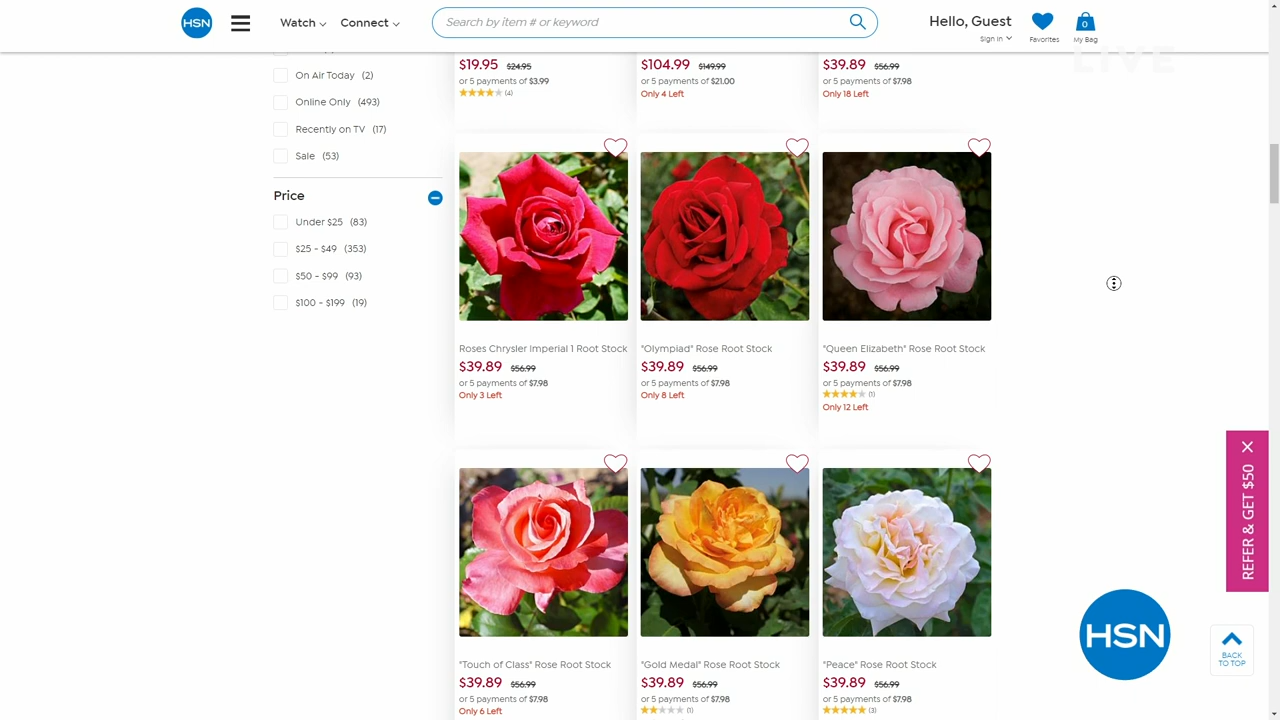 HSN
Watch
Connect
Search by item # or keyword
Hello, Guest
Sign In
Favorites
0
My Bag
LIVE
On Air Today (2)
Online Only (493)
Recently on TV (17)
Sale (53)
Price
Under $25 (83)
$25 - $49 (353)
$50 - $99 (93)
$100 - $199 (19)
$19.95 $24.95
or 5 payments of $3.99
(4)
$104.99 $149.99
or 5 payments of $21.00
Only 4 Left
$39.89 $56.99
or 5 payments of $7.98
Only 18 Left
Roses Chrysler Imperial 1 Root Stock
$39.89 $56.99
or 5 payments of $7.98
Only 3 Left
"Olympiad" Rose Root Stock
$39.89 $56.99
or 5 payments of $7.98
Only 8 Left
"Queen Elizabeth" Rose Root Stock
$39.89 $56.99
or 5 payments of $7.98
(1)
Only 12 Left
"Touch of Class" Rose Root Stock
$39.89 $56.99
or 5 payments of $7.98
Only 6 Left
"Gold Medal" Rose Root Stock
$39.89 $56.99
or 5 payments of $7.98
(1)
"Peace" Rose Root Stock
$39.89 $56.99
or 5 payments of $7.98
(3)
REFER & GET $50
HSN
BACK
TO TOP